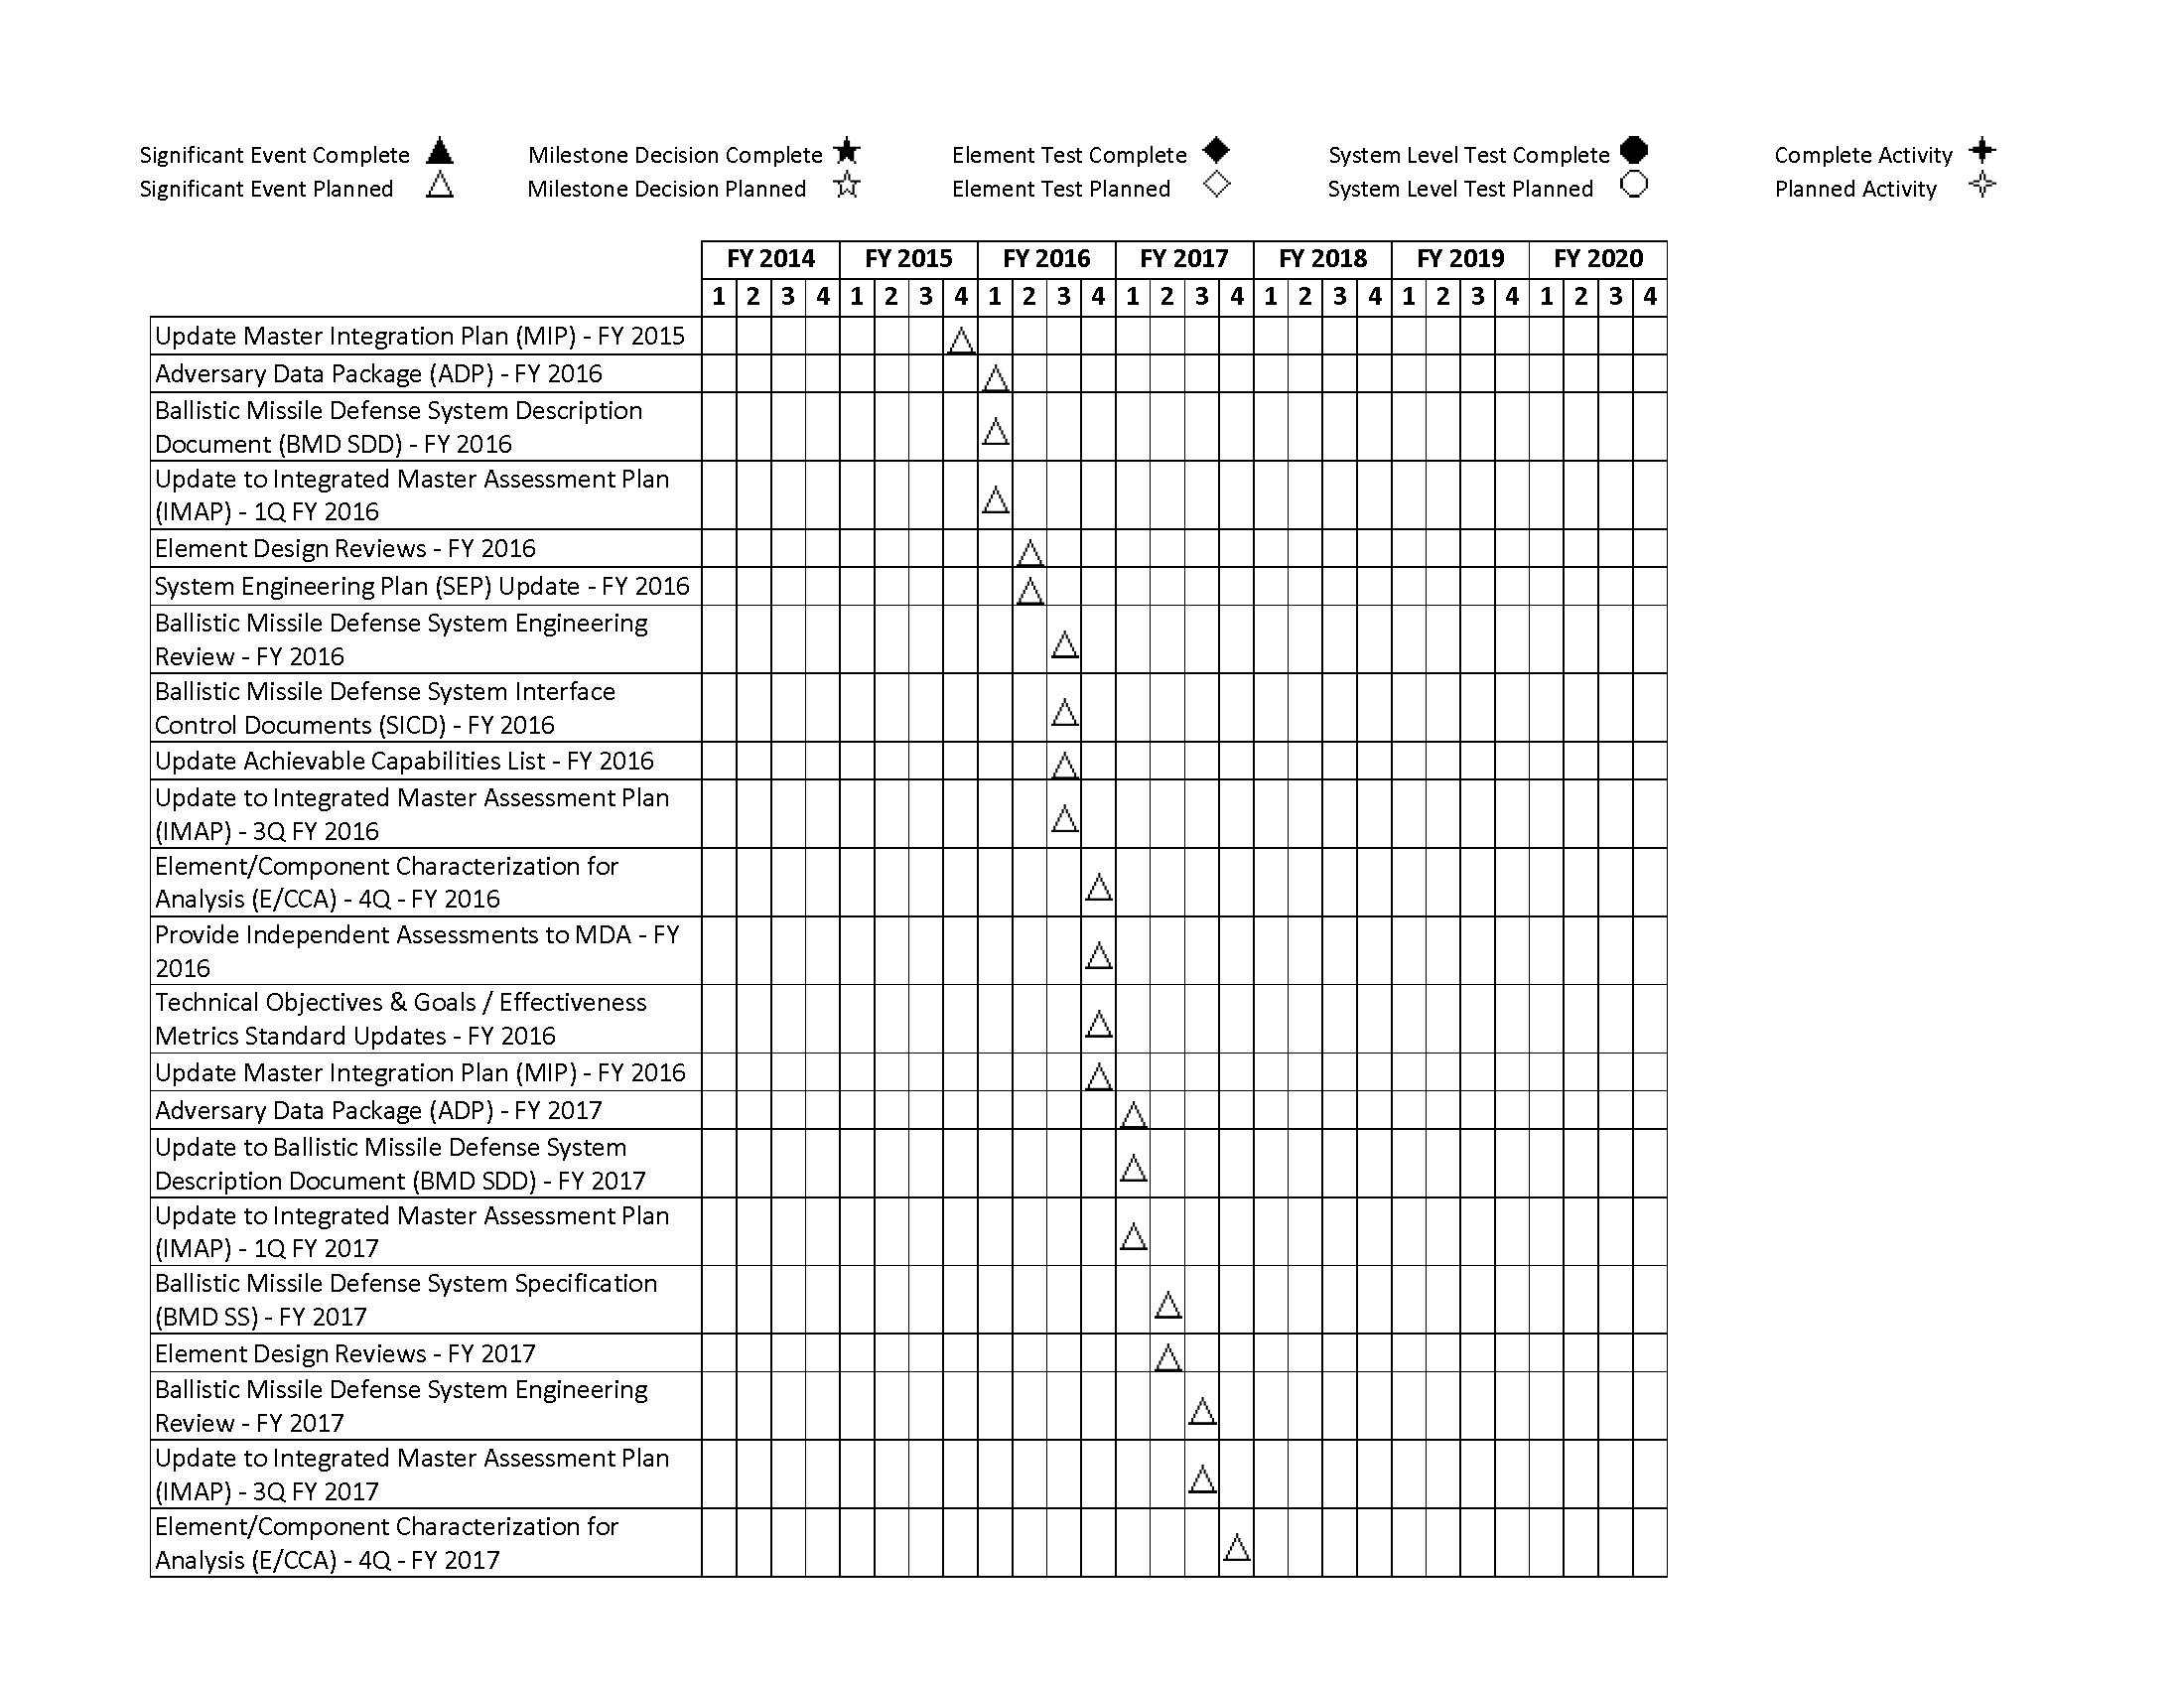 Significant Event Complete
Significant Event Planned
Milestone Decision Complete
Milestone Decision Planned
Element Test Complete
Element Test Planned
System Level Test Complete
System Level Test Planned
Complete Activity
Planned Activity
FY 2014 FY 2015 FY 2016 FY 2017 FY 2018 FY 2019 FY 2020
1 2 3 4 1 2 3 4 1 2 3 4 1 2 3 4 1 2 3 4 1 2 3 4 1 2 3 4
Update Master Integration Plan (MIP) - FY 2015
Adversary Data Package (ADP) - FY 2016
Ballistic Missile Defense System Description
Document (BMD SDD) - FY 2016
Update to Integrated Master Assessment Plan
(IMAP) - 1Q FY 2016
Element Design Reviews - FY 2016
System Engineering Plan (SEP) Update - FY 2016
Ballistic Missile Defense System Engineering
Review - FY 2016
Ballistic Missile Defense System Interface
Control Documents (SICD) - FY 2016
Update Achievable Capabilities List - FY 2016
Update to Integrated Master Assessment Plan
(IMAP) - 3Q FY 2016
Element/Component Characterization for
Analysis (E/CCA) - 4Q - FY 2016
Provide Independent Assessments to MDA - FY
2016
Technical Objectives & Goals / Effectiveness
Metrics Standard Updates - FY 2016
Update Master Integration Plan (MIP) - FY 2016
Adversary Data Package (ADP) - FY 2017
Update to Ballistic Missile Defense System
Description Document (BMD SDD) - FY 2017
Update to Integrated Master Assessment Plan
(IMAP) - 1Q FY 2017
Ballistic Missile Defense System Specification
(BMD SS) - FY 2017
Element Design Reviews - FY 2017
Ballistic Missile Defense System Engineering
Review - FY 2017
Update to Integrated Master Assessment Plan
(IMAP) - 3Q FY 2017
Element/Component Characterization for
Analysis (E/CCA) - 4Q - FY 2017